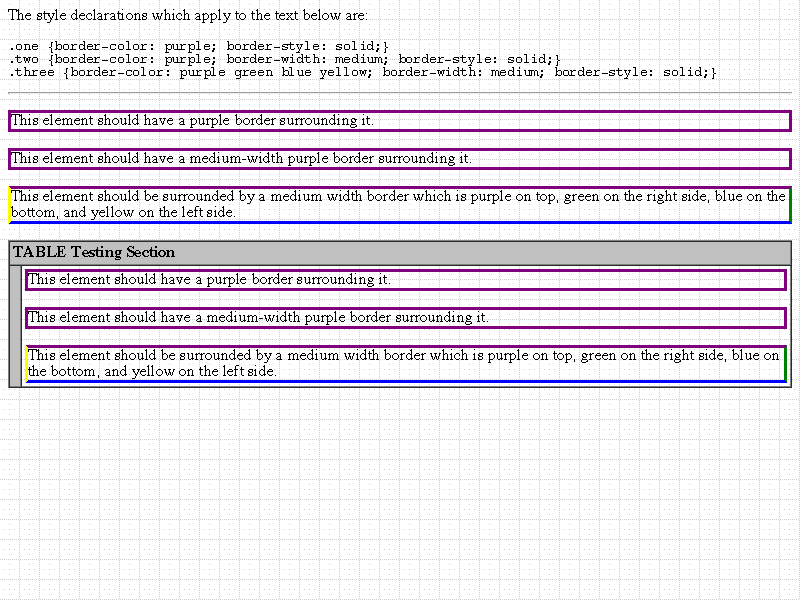 The style declarations which apply to the text below are:
.one {border-color: purple; border-style: solid;}
.two {border-color: purple; border-width: medium; border-style: solid;}
.three {border-color: purple green blue yellow; border-width: medium; border-style: solid;}
This element should have a purple border surrounding it.
This element should have a medium-width purple border surrounding it.
This element should be surrounded by a medium width border which is purple on top, green on the right side, blue on the
bottom, and yellow on the left side.
TABLE Testing Section
This element should have a purple border surrounding it.
This element should have a medium-width purple border surrounding it.
This element should be surrounded by a medium width border which is purple on top, green on the right side, blue on
the bottom, and yellow on the left side.